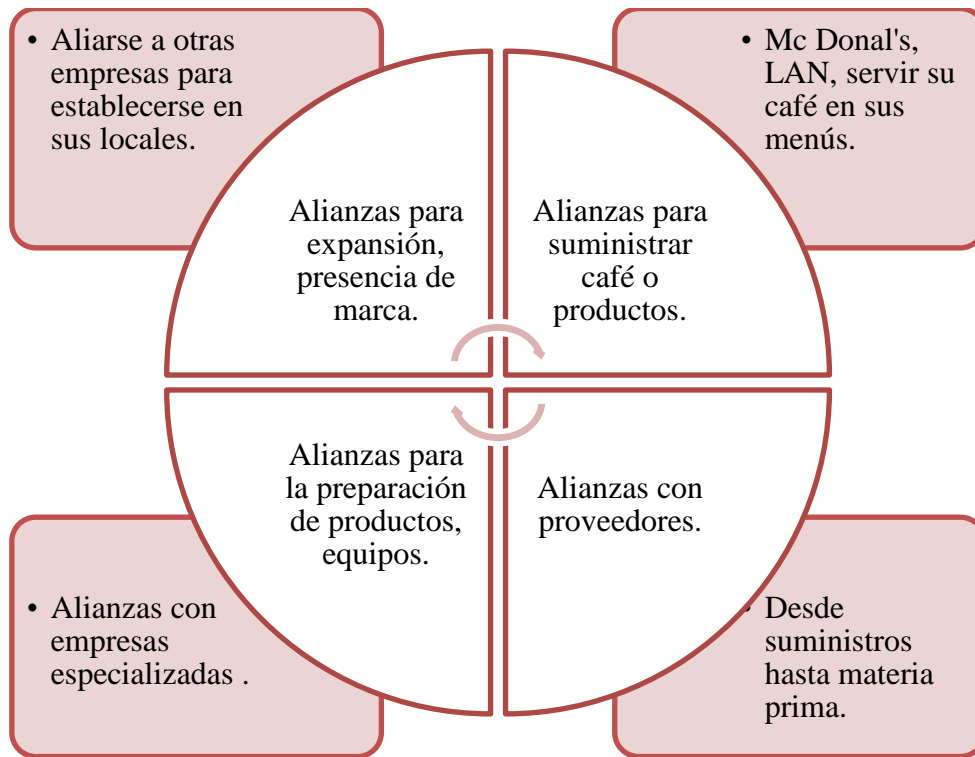 • Aliarse a otras
empresas para
establecerse en
sus locales.
• Mc Donal's,
LAN, servir su
café en sus
menús.
Alianzas para
expansión,
presencia de
marca.
Alianzas para
suministrar
café o
productos.
Alianzas para
la preparación
de productos,
equipos.
Alianzas con
proveedores.
• Alianzas con
empresas
especializadas .
• Desde
suministros
hasta materia
prima.